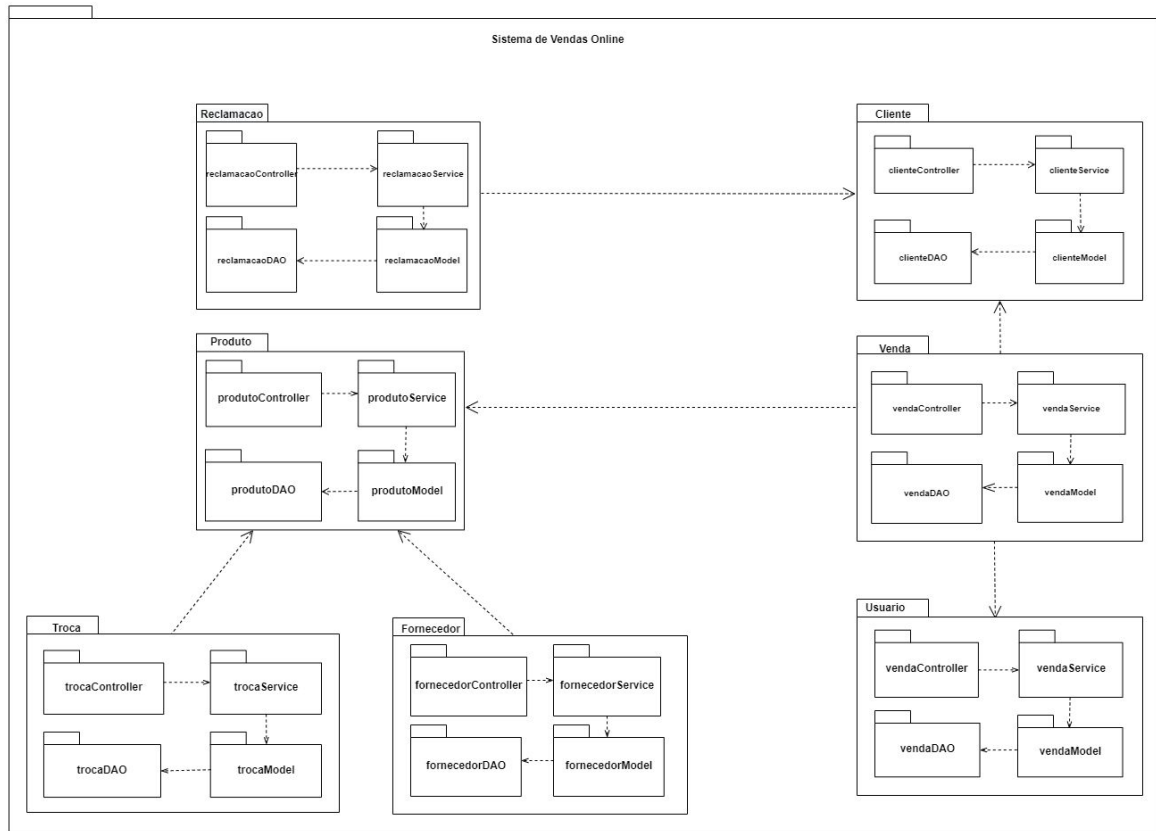 Sistema de Vendas Online
Reclamacao
reclamacaoController
reclamacaoService
reclamacaoDAO
reclamacaoModel
Cliente
clienteController
clienteService
clienteDAO
clienteModel
Produto
produtoController
produtoService
produtoDAO
produtoModel
Venda
vendaController
vendaService
vendaDAO
vendaModel
Troca
trocaController
trocaService
trocaDAO
trocaModel
Fornecedor
fornecedorController
fornecedorService
fornecedorDAO
fornecedorModel
Usuario
vendaController
vendaService
vendaDAO
vendaModel